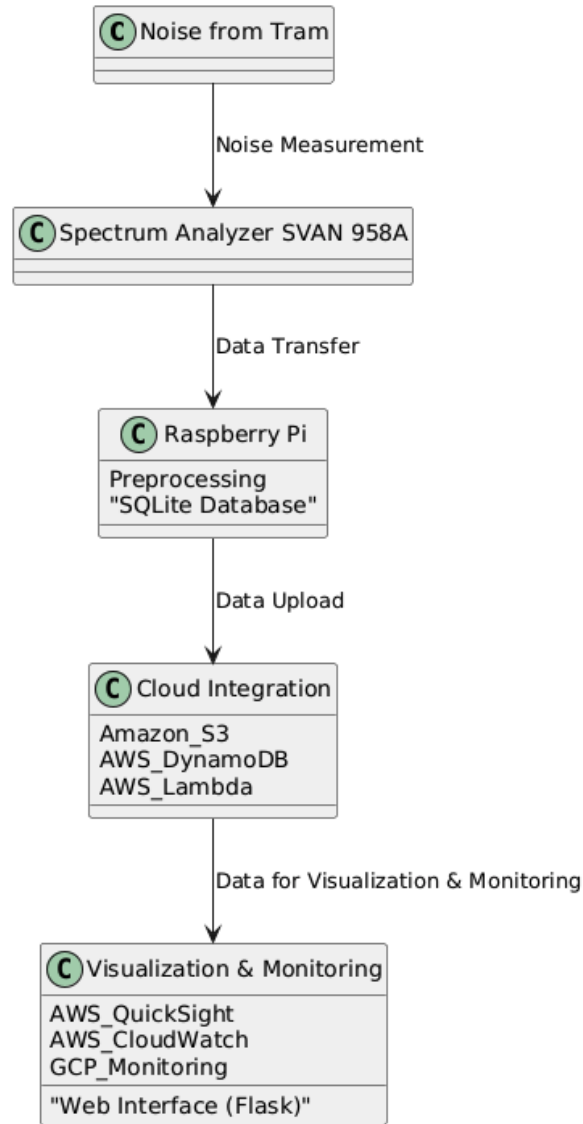 C Noise from Tram
Noise Measurement
C Spectrum Analyzer SVAN 958A
Data Transfer
C Raspberry Pi
Preprocessing
"SQLite Database"
Data Upload
C Cloud Integration
Amazon_S3
AWS_DynamoDB
AWS_Lambda
Data for Visualization & Monitoring
C Visualization & Monitoring
AWS_QuickSight
AWS_CloudWatch
GCP_Monitoring
"Web Interface (Flask)"